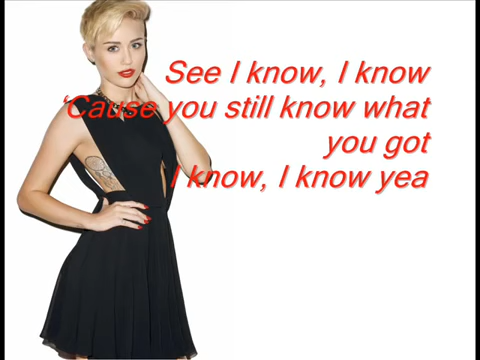 See I know, I know
‘Cause you still know what
you got
I know, I know yea